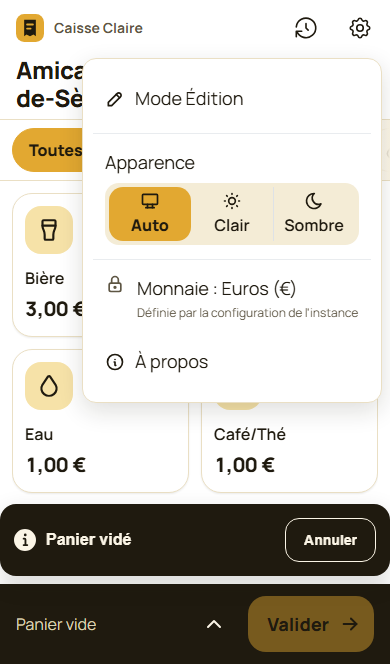 Caisse Claire
Amica
de-Sè
Mode Édition
Toutes
Apparence
Auto
Clair
Sombre
Bière
3,00 €
Monnaie : Euros (€)
Définie par la configuration de l'instance
À propos
Eau
1,00 €
Café/Thé
1,00 €
Panier vidé
Annuler
Panier vide
Valider